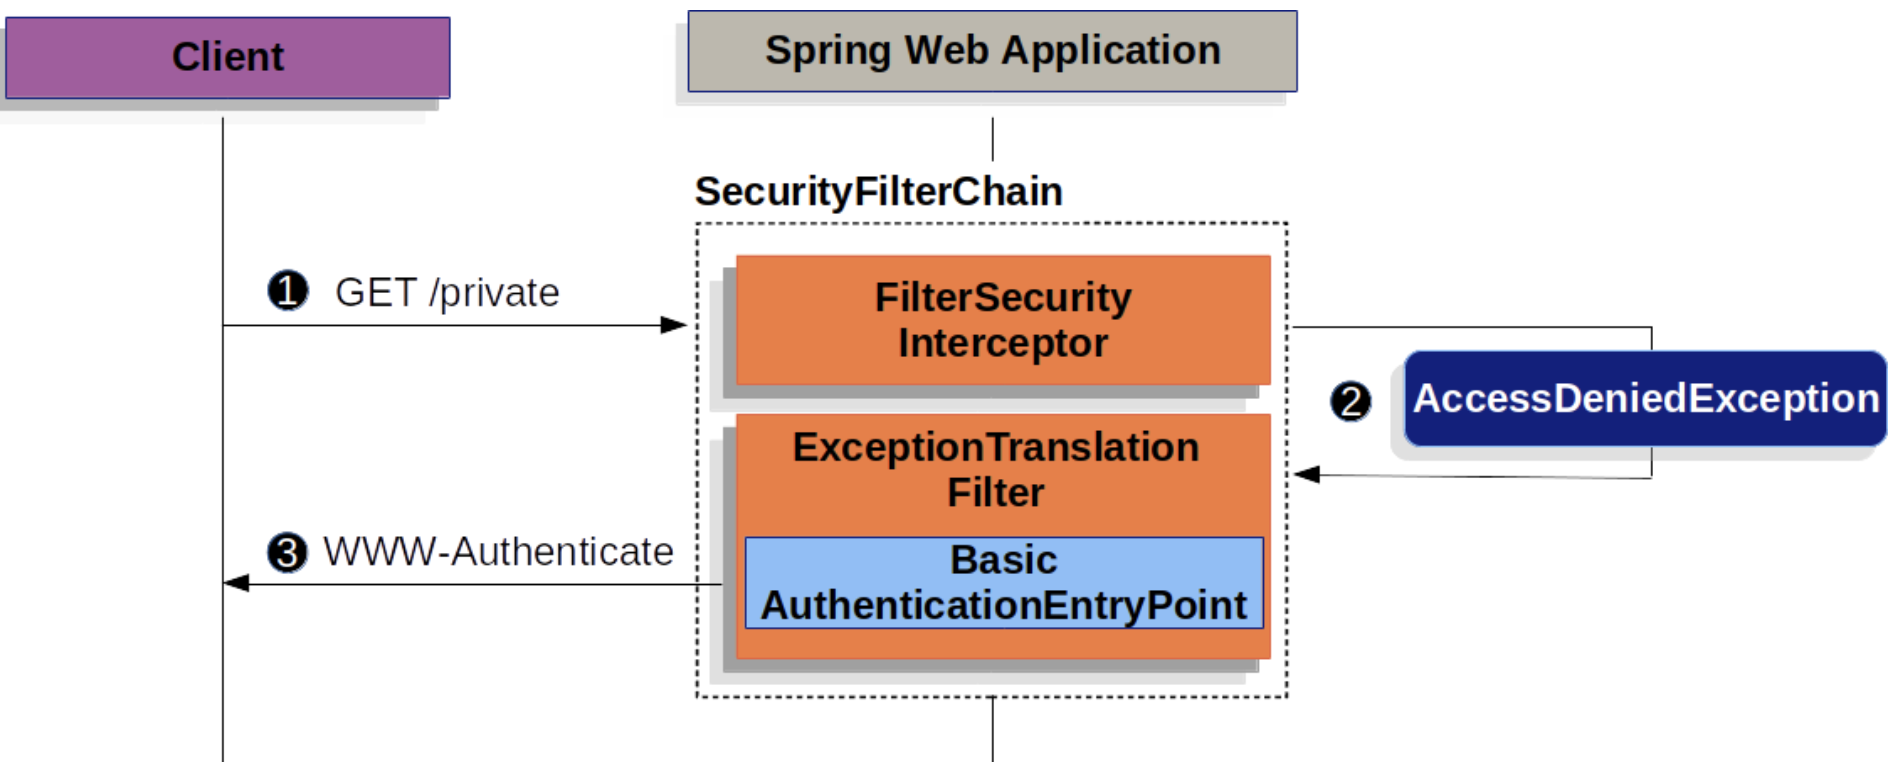 Client
Spring Web Application
SecurityFilterChain
1 GET /private
FilterSecurity
Interceptor
2 AccessDeniedException
ExceptionTranslation
Filter
3 WWW-Authenticate
Basic
AuthenticationEntryPoint